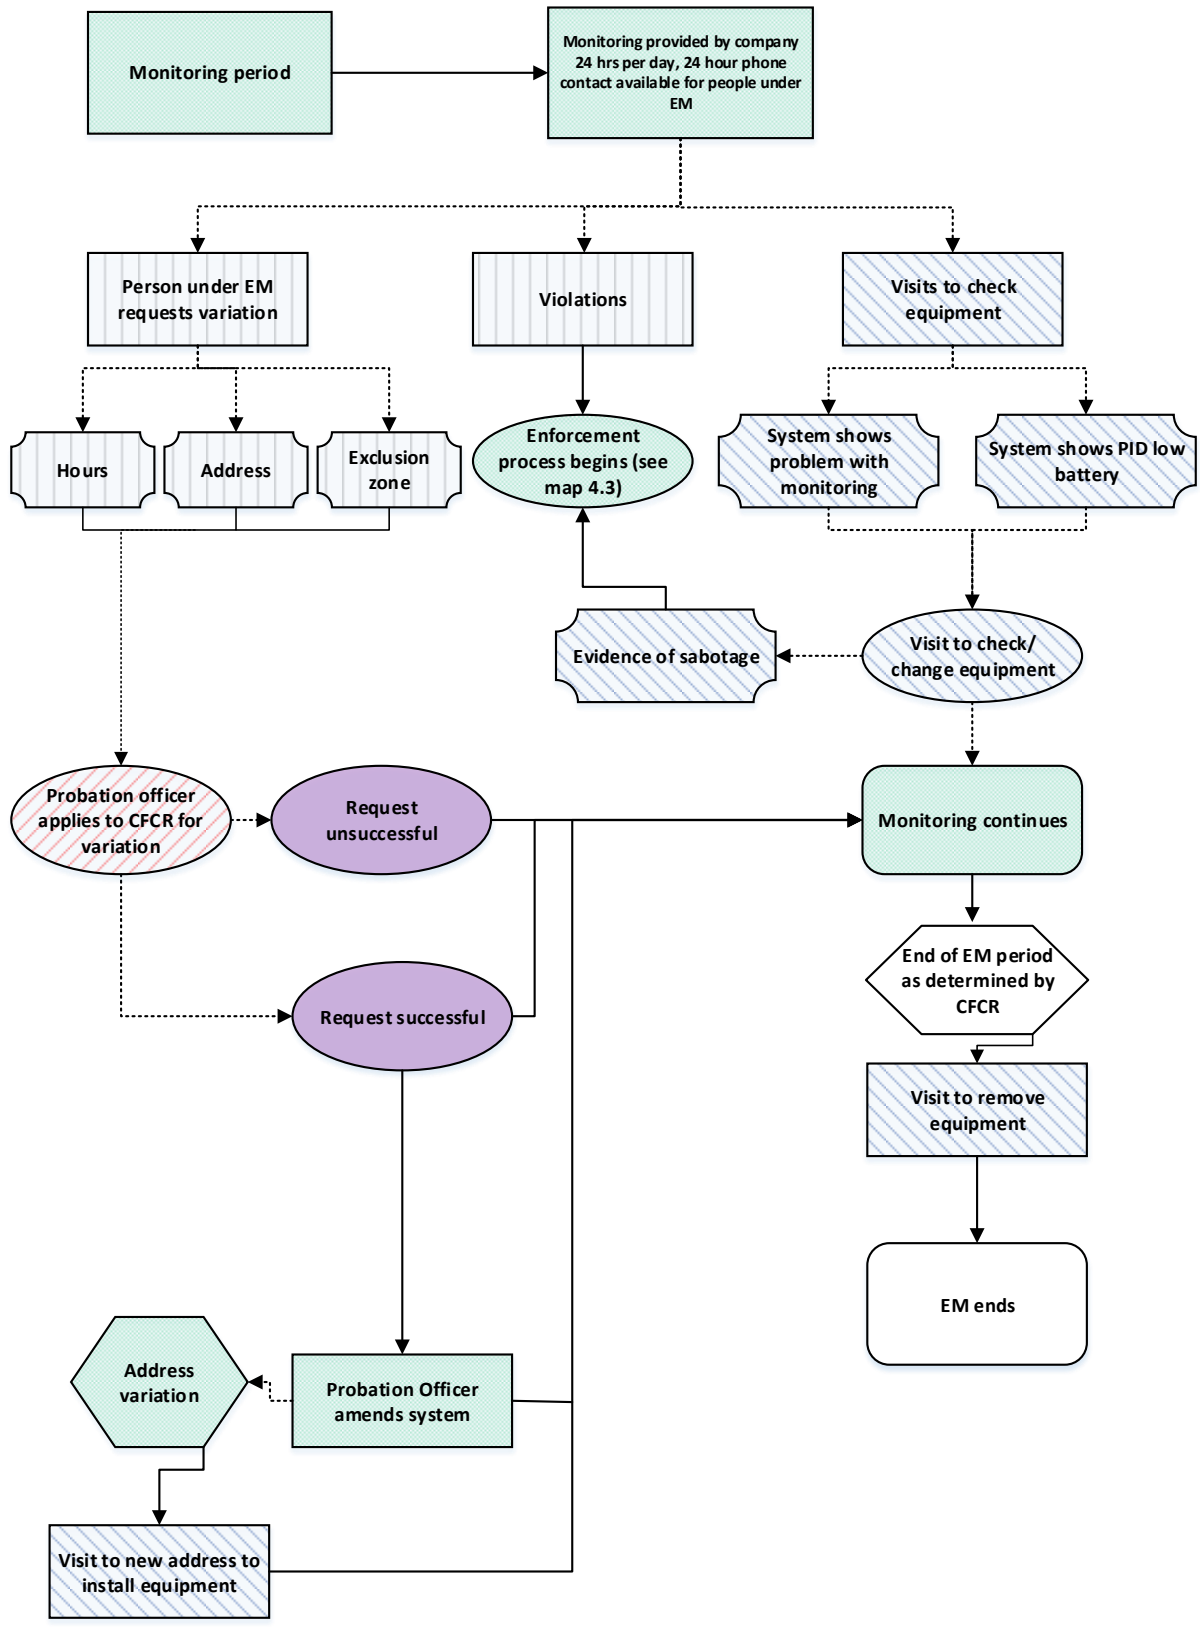 Monitoring period
Monitoring provided by company
24 hrs per day, 24 hour phone
contact available for people under
EM
Person under EM
requests variation
Violations
Visits to check
equipment
Hours
Address
Exclusion
zone
Enforcement
process begins (see
map 4.3)
System shows
problem with
monitoring
System shows PID low
battery
Evidence of sabotage
Visit to check/
change equipment
Probation officer
applies to CFCR for
variation
Request
unsuccessful
Monitoring continues
Request successful
End of EM period
as determined by
CFCR
Visit to remove
equipment
EM ends
Address
variation
Probation Officer
amends system
Visit to new address to
install equipment